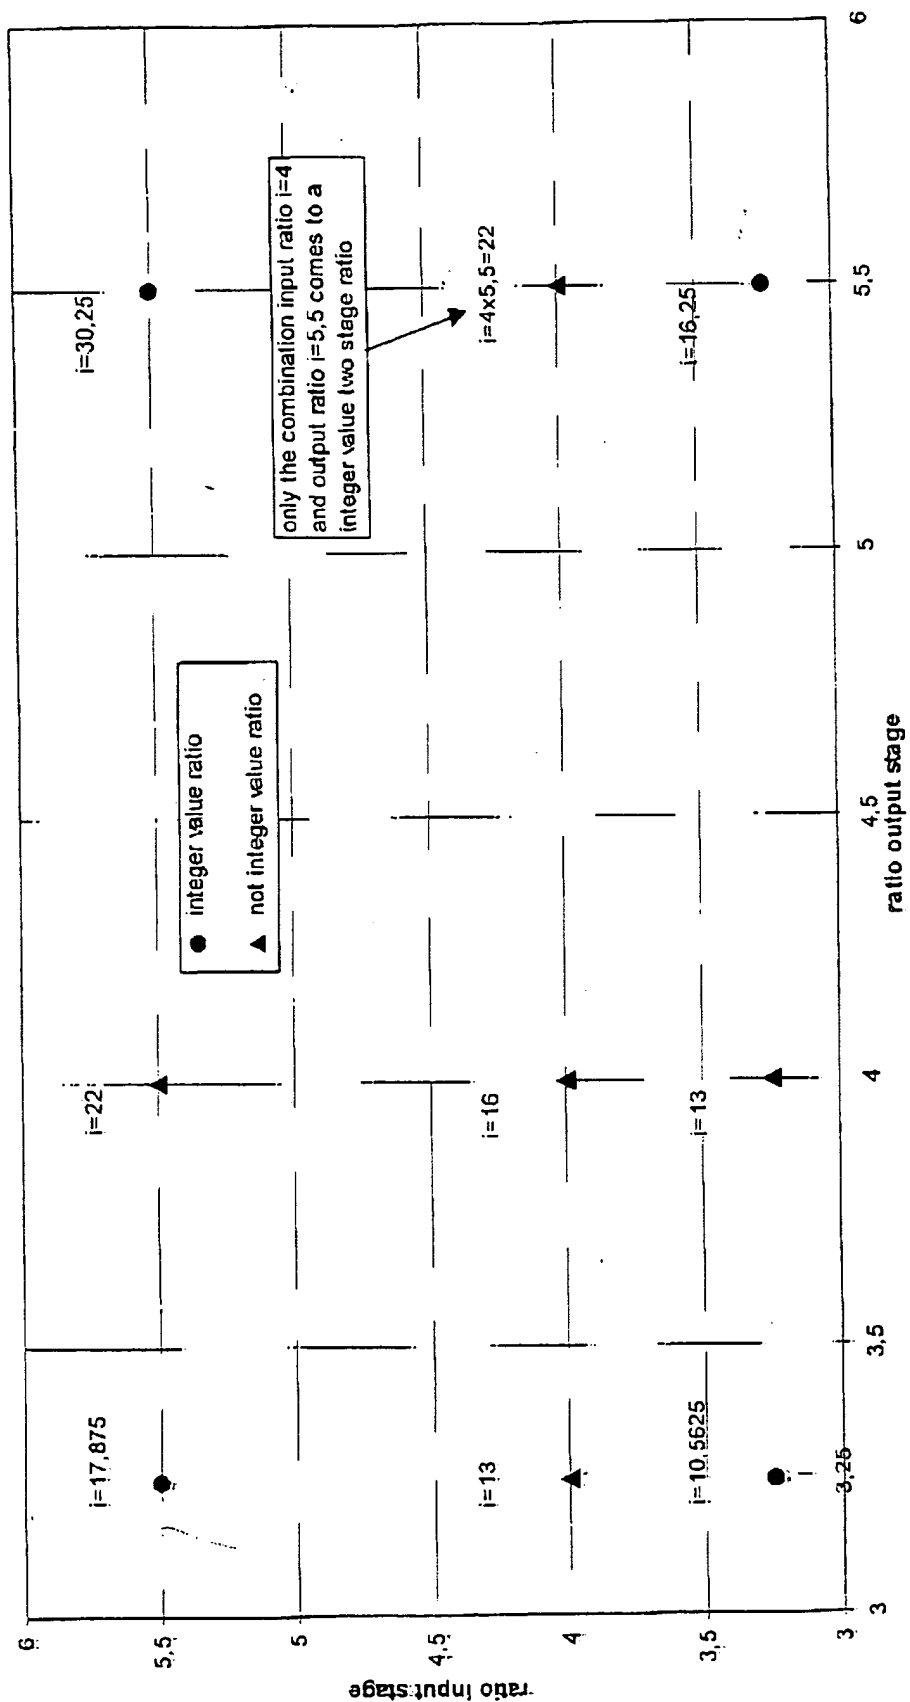 6
5,5
5
4,5
4
3,5
3
ratio input stage
i=17,875
i=22
i=30,25
integer value ratio
not integer value ratio
only the combination input ratio i=4
and output ratio i=5,5 comes to a
integer value two stage ratio
i=13
i=16
i=4x5,5=22
i=10,5625
i=13
i=16,25
3
3,25
3,5
4
4,5
5
5,5
6
ratio output stage